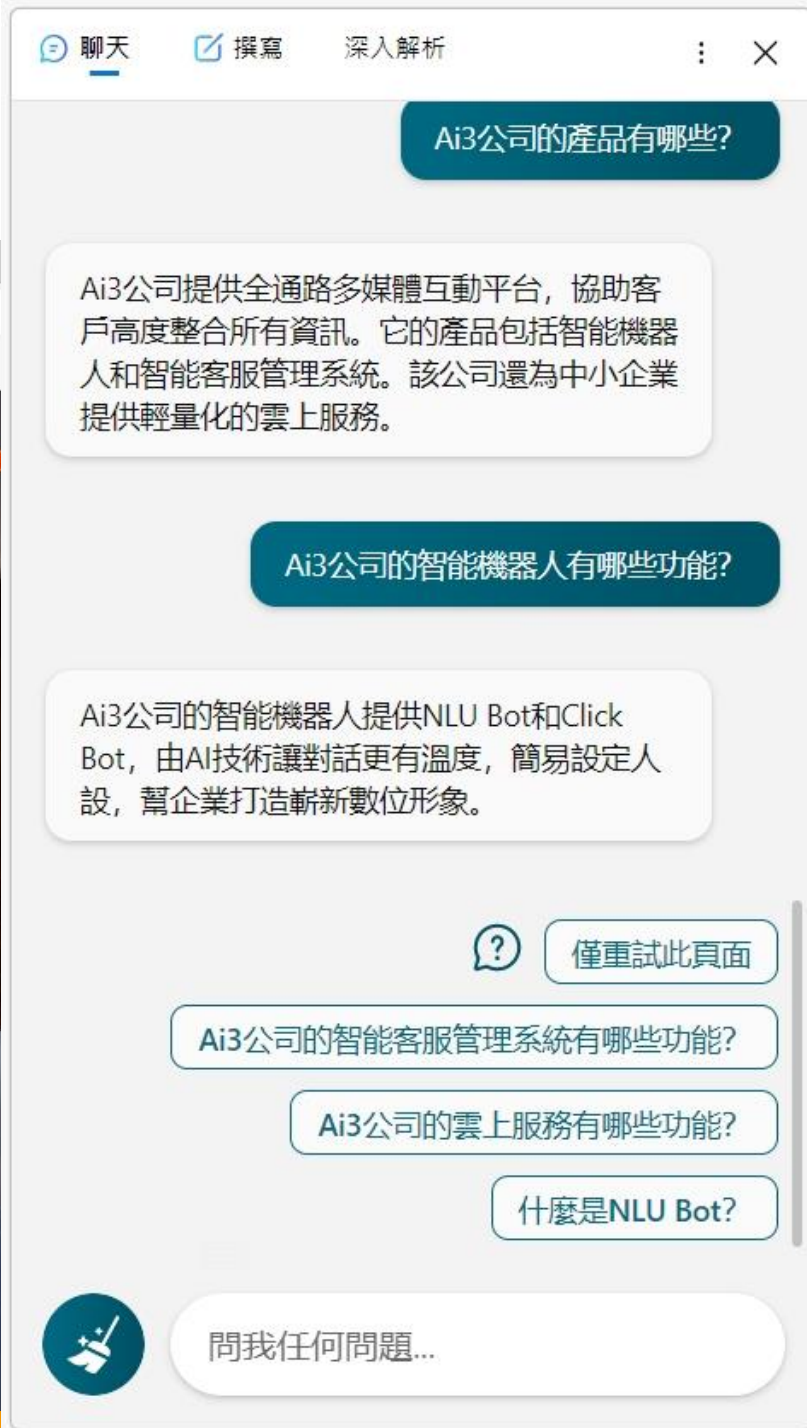 聊天 撰寫 深入解析
Ai3公司的產品有哪些?
Ai3公司提供全通路多媒體互動平台，協助客
戶高度整合所有資訊。它的產品包括智能機器
人和智能客服管理系統。該公司還為中小企業
提供輕量化的雲上服務。
Ai3公司的智能機器人有哪些功能?
Ai3公司的智能機器人提供NLU Bot和Click
Bot，由AI技術讓對話更有溫度，簡易設定人
設，幫企業打造嶄新數位形象。
僅重試此頁面
Ai3公司的智能客服管理系統有哪些功能?
Ai3公司的雲上服務有哪些功能?
什麼是NLU Bot?
問我任何問題...